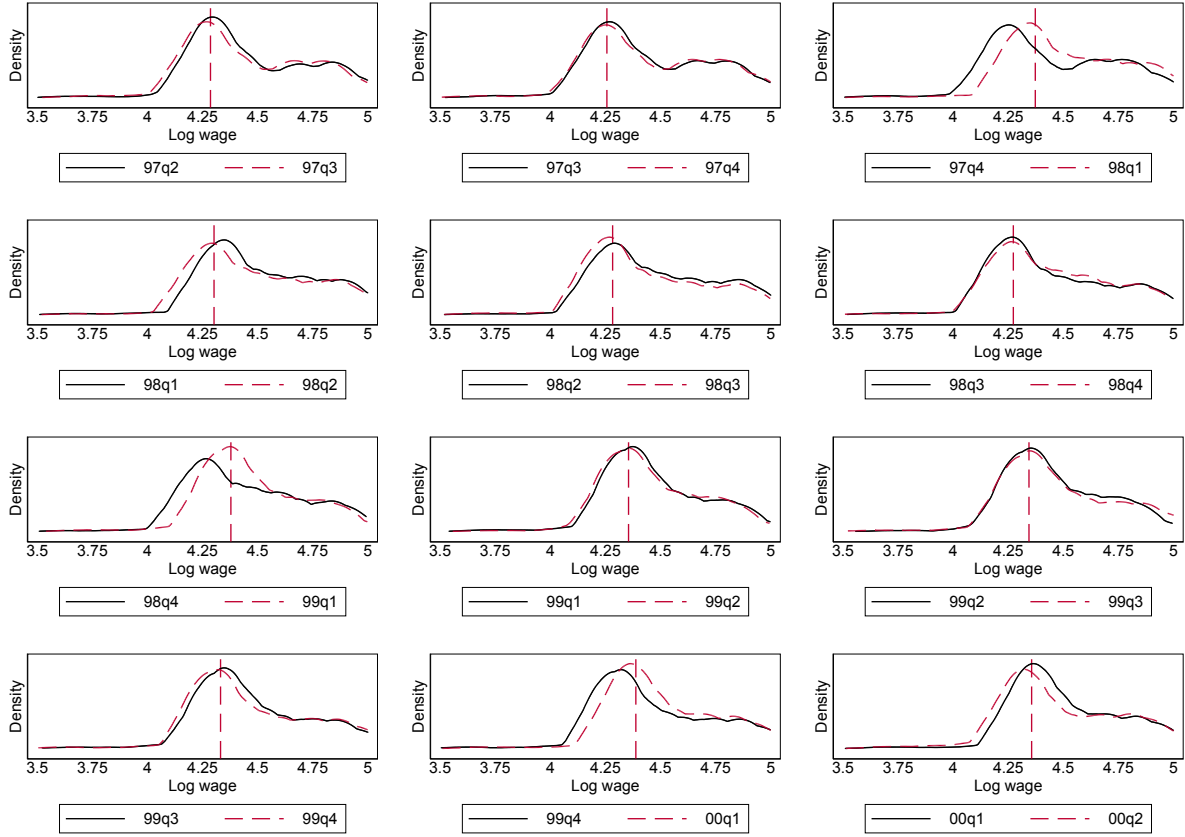 Density Density Density
3.5 3.75 4 4.25 4.5 4.75 5 3.5 3.75 4 4.25 4.5 4.75 5 3.5 3.75 4 4.25 4.5 4.75 5
Log wage Log wage Log wage
97q2 97q3 97q3 97q4 97q4 98q1
Density Density Density
3.5 3.75 4 4.25 4.5 4.75 5 3.5 3.75 4 4.25 4.5 4.75 5 3.5 3.75 4 4.25 4.5 4.75 5
Log wage Log wage Log wage
98q1 98q2 98q2 98q3 98q3 98q4
Density Density Density
3.5 3.75 4 4.25 4.5 4.75 5 3.5 3.75 4 4.25 4.5 4.75 5 3.5 3.75 4 4.25 4.5 4.75 5
Log wage Log wage Log wage
98q4 99q1 99q1 99q2 99q2 99q3
Density Density Density
3.5 3.75 4 4.25 4.5 4.75 5 3.5 3.75 4 4.25 4.5 4.75 5 3.5 3.75 4 4.25 4.5 4.75 5
Log wage Log wage Log wage
99q3 99q4 99q4 00q1 00q1 00q2